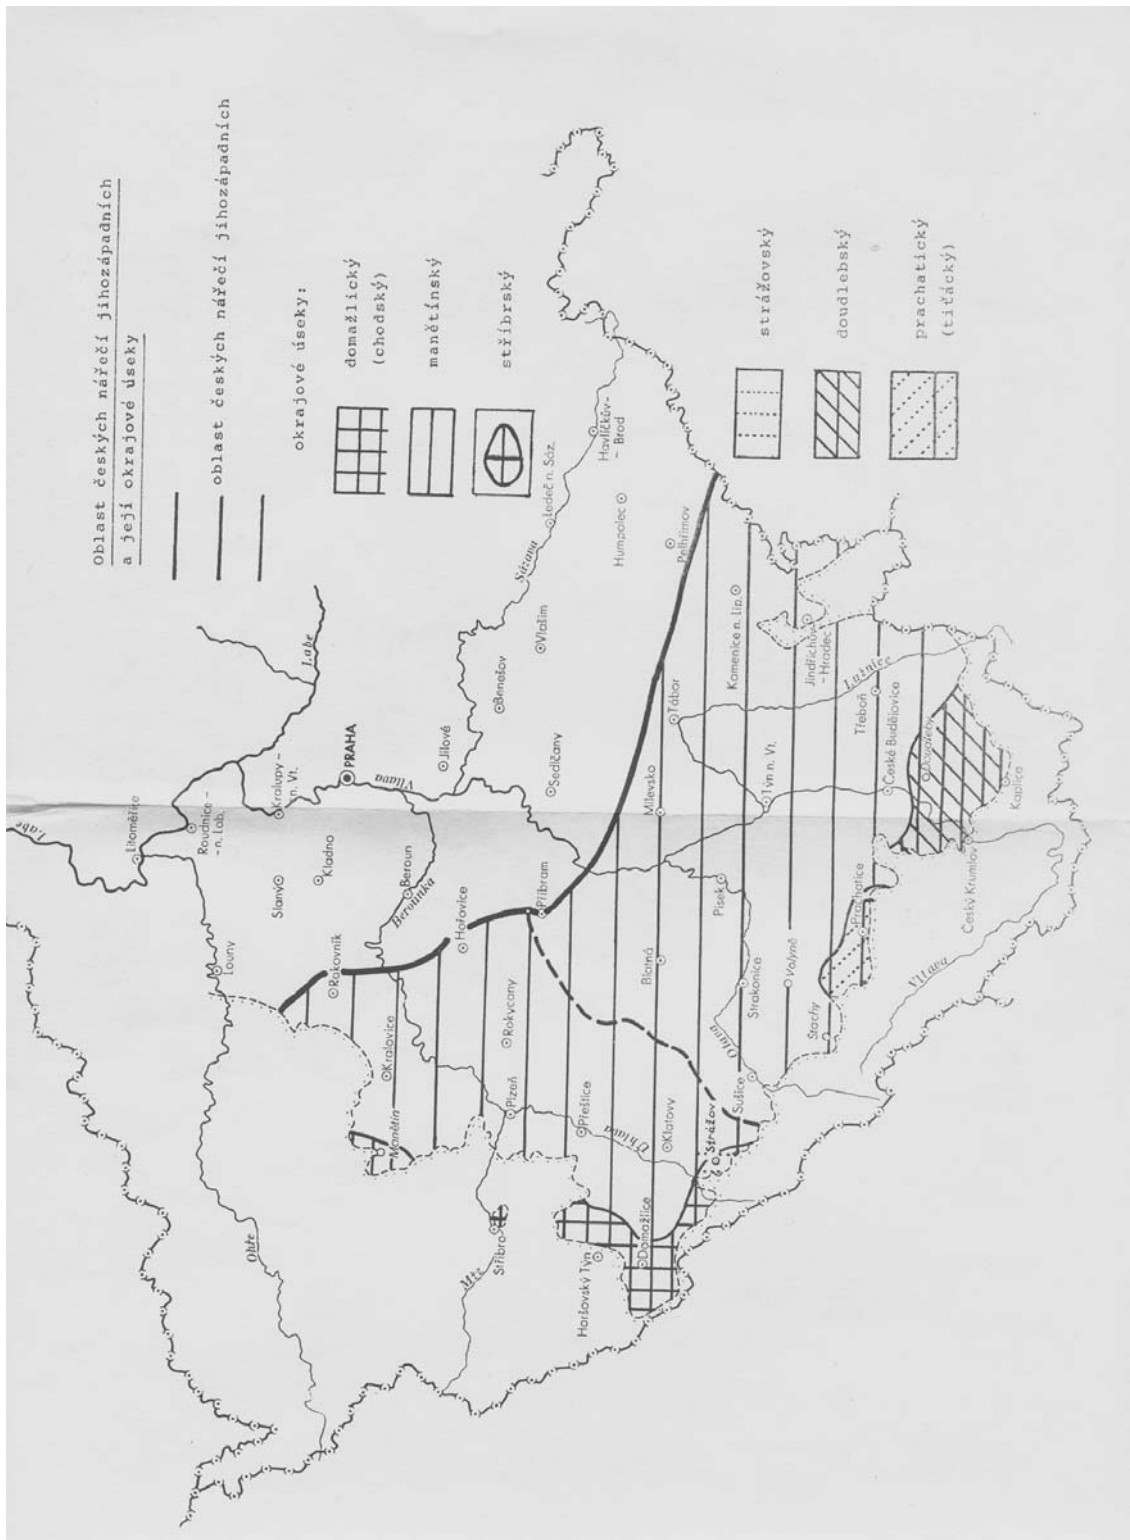 Oblast českých nářečí jihozápadních
a její okrajové úseky
oblast českých nářečí jihozápadních
okrajové úseky:
domažlický
(chodský)
manětínský
stříbrský
strážovský
doudlebský
prachatický
(tiťácký)
Labe
Litoměřice
Roudnice-
-n. Lab.
Kralupy-
n. Vl.
Labe
PRAHA
Slaný
Kladno
Louny
Ohře
Rakovník
Beroun
Berounka
Vltava
Jílové
Kralovice
Manětín
Hořovice
Rokycany
Plzeň
Mže
Stříbro
Příbram
Sedlčany
Benešov
Vlašim
Sázava
Ledeč n. Sáz.
Havlíčkův-
- Brod
Humpolec
Pelhřimov
Přeštice
Úhlava
Horšovský Týn
Domažlice
Klatovy
Blatná
Milevsko
Tábor
Kamenice n. Lip.
Strážov
Sušice
Otava
Strakonice
Písek
Týn n. Vl.
Volyně
Stachy
Jindřichův-
- Hradec
Lužnice
Třeboň
České Budějovice
Prachatice
Doudleby
Vltava
Český Krumlov
Kaplice